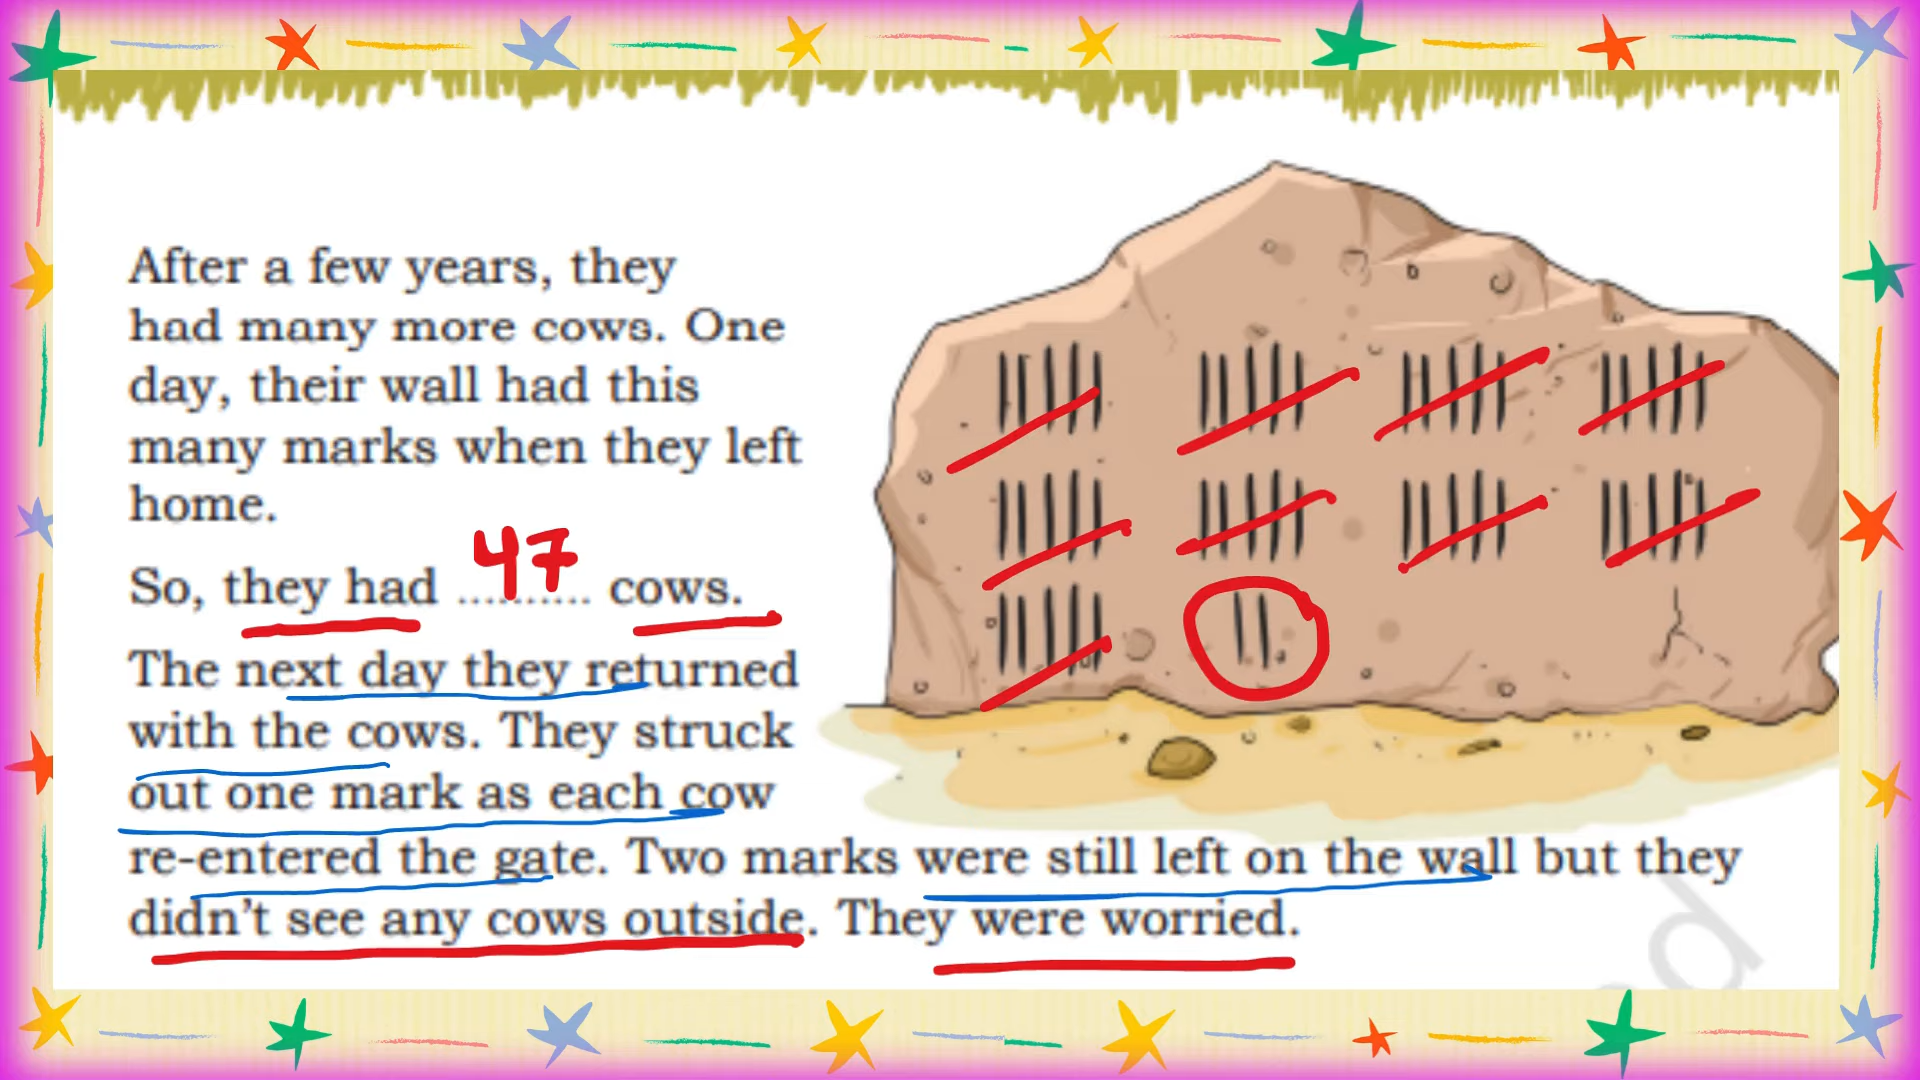 After a few years, they
had many more cows. One
day, their wall had this
many marks when they left
home.
So, they had 47 cows.
The next day they returned
with the cows. They struck
out one mark as each cow
re-entered the gate. Two marks were still left on the wall but they
didn't see any cows outside. They were worried.
d